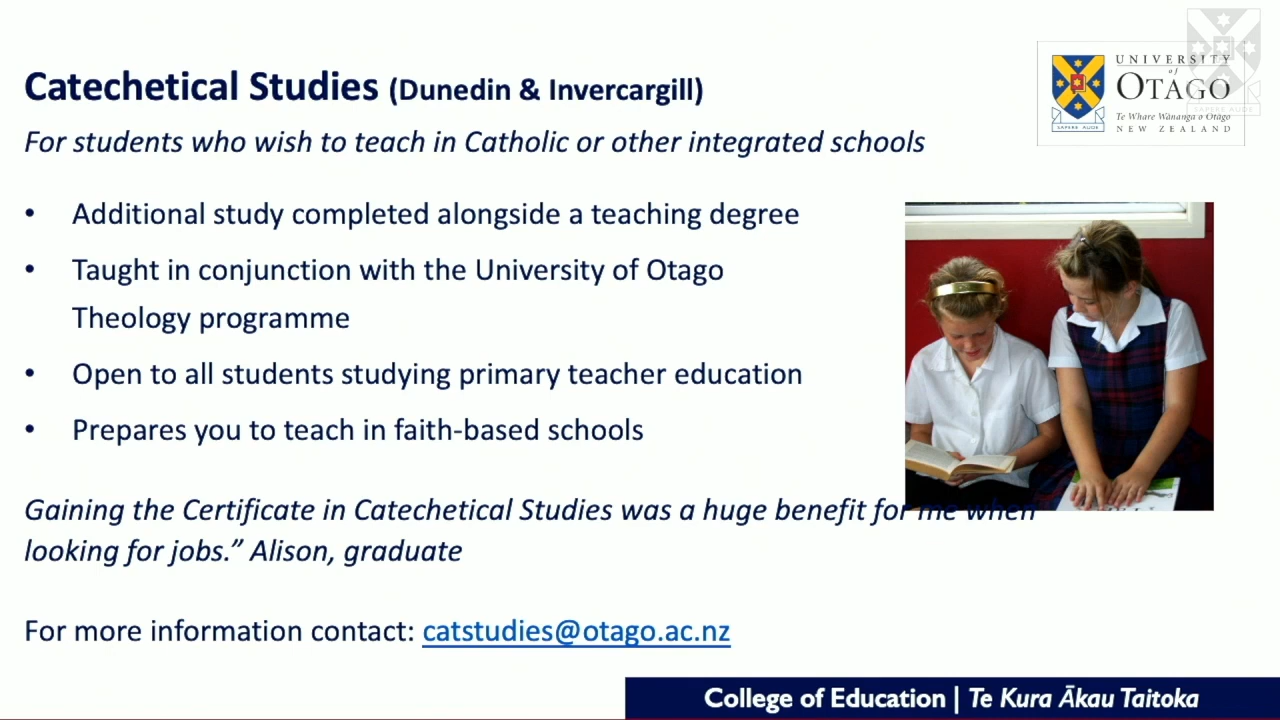 Catechetical Studies (Dunedin & Invercargill)
For students who wish to teach in Catholic or other integrated schools
• Additional study completed alongside a teaching degree
• Taught in conjunction with the University of Otago
Theology programme
• Open to all students studying primary teacher education
• Prepares you to teach in faith-based schools
Gaining the Certificate in Catechetical Studies was a huge benefit for me when
looking for jobs.” Alison, graduate
For more information contact: catstudies@otago.ac.nz
UNIVERSITY
of
OTAGO
Te Whare Wānanga o Otāgo
NEW ZEALAND
SAPERE AUDE
SAPERE AUDE
College of Education | Te Kura Ākau Taitoka